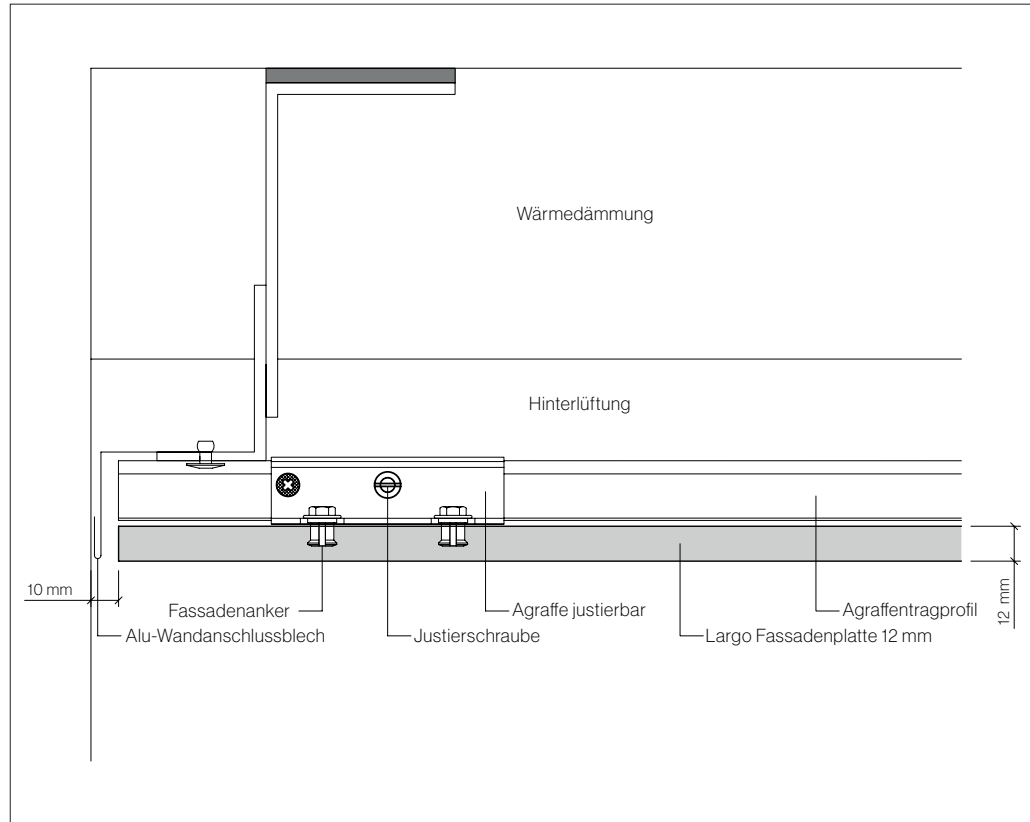 Wärmedämmung
Hinterlüftung
10 mm
Fassadenanker
Agraffe justierbar
Agraffentragprofil
12 mm
Alu-Wandanschlussblech
Justierschraube
Largo Fassadenplatte 12 mm